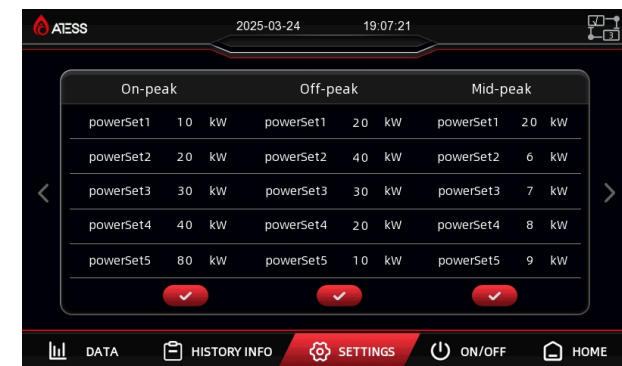 ATESS 2025-03-24 19:07:21
3
On-peak Off-peak Mid-peak
powerSet1 10 kW powerSet1 20 kW powerSet1 20 kW
powerSet2 20 kW powerSet2 40 kW powerSet2 6 kW
powerSet3 30 kW powerSet3 30 kW powerSet3 7 kW
powerSet4 40 kW powerSet4 20 kW powerSet4 8 kW
powerSet5 80 kW powerSet5 10 kW powerSet5 9 kW
DATA HISTORY INFO SETTINGS ON/OFF HOME